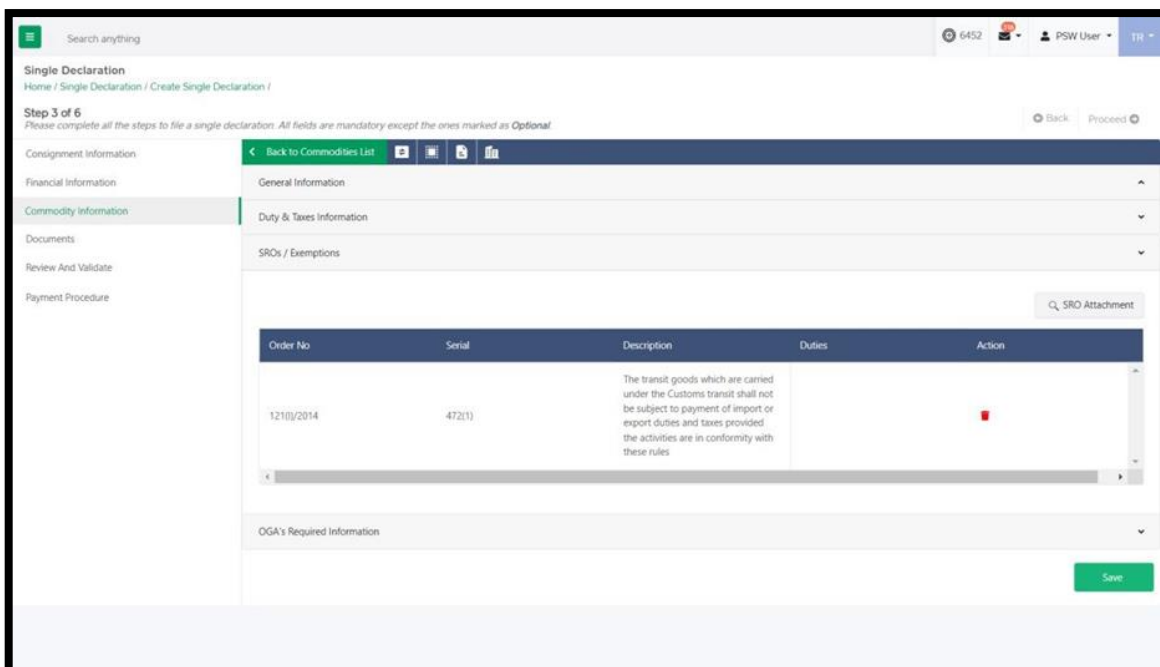 Search anything
6452
PSW User
TR
Single Declaration
Home / Single Declaration / Create Single Declaration /
Step 3 of 6
Please complete all the steps to file a single declaration. All fields are mandatory except the ones marked as Optional.
Back
Proceed
Consignment Information
Financial Information
Commodity Information
Documents
Review And Validate
Payment Procedure
Back to Commodities List
General Information
Duty & Taxes Information
SROs / Exemptions
SRO Attachment
Order No Serial Description Duties Action
121(I)/2014
472(1)
The transit goods which are carried
under the Customs transit shall not
be subject to payment of import or
export duties and taxes provided
the activities are in conformity with
these rules
OGA's Required Information
Save